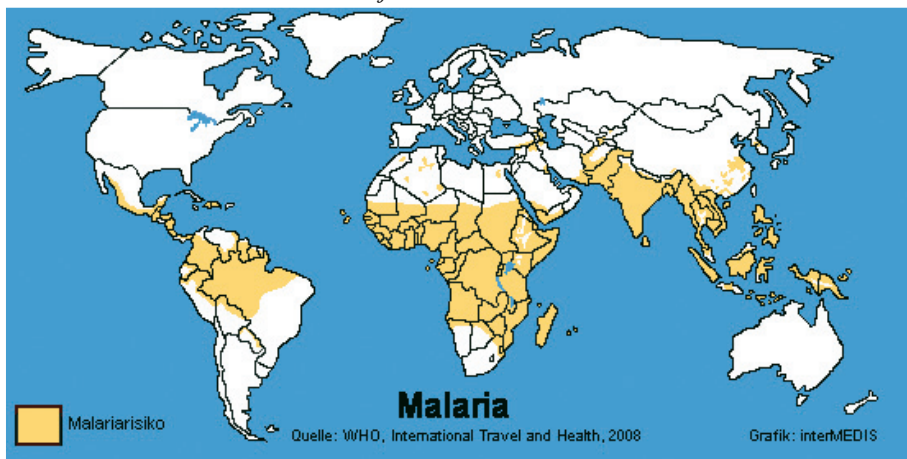 Malaria
Malariarisiko
Quelle: WHO, International Travel and Health, 2008
Grafik: interMEDIS